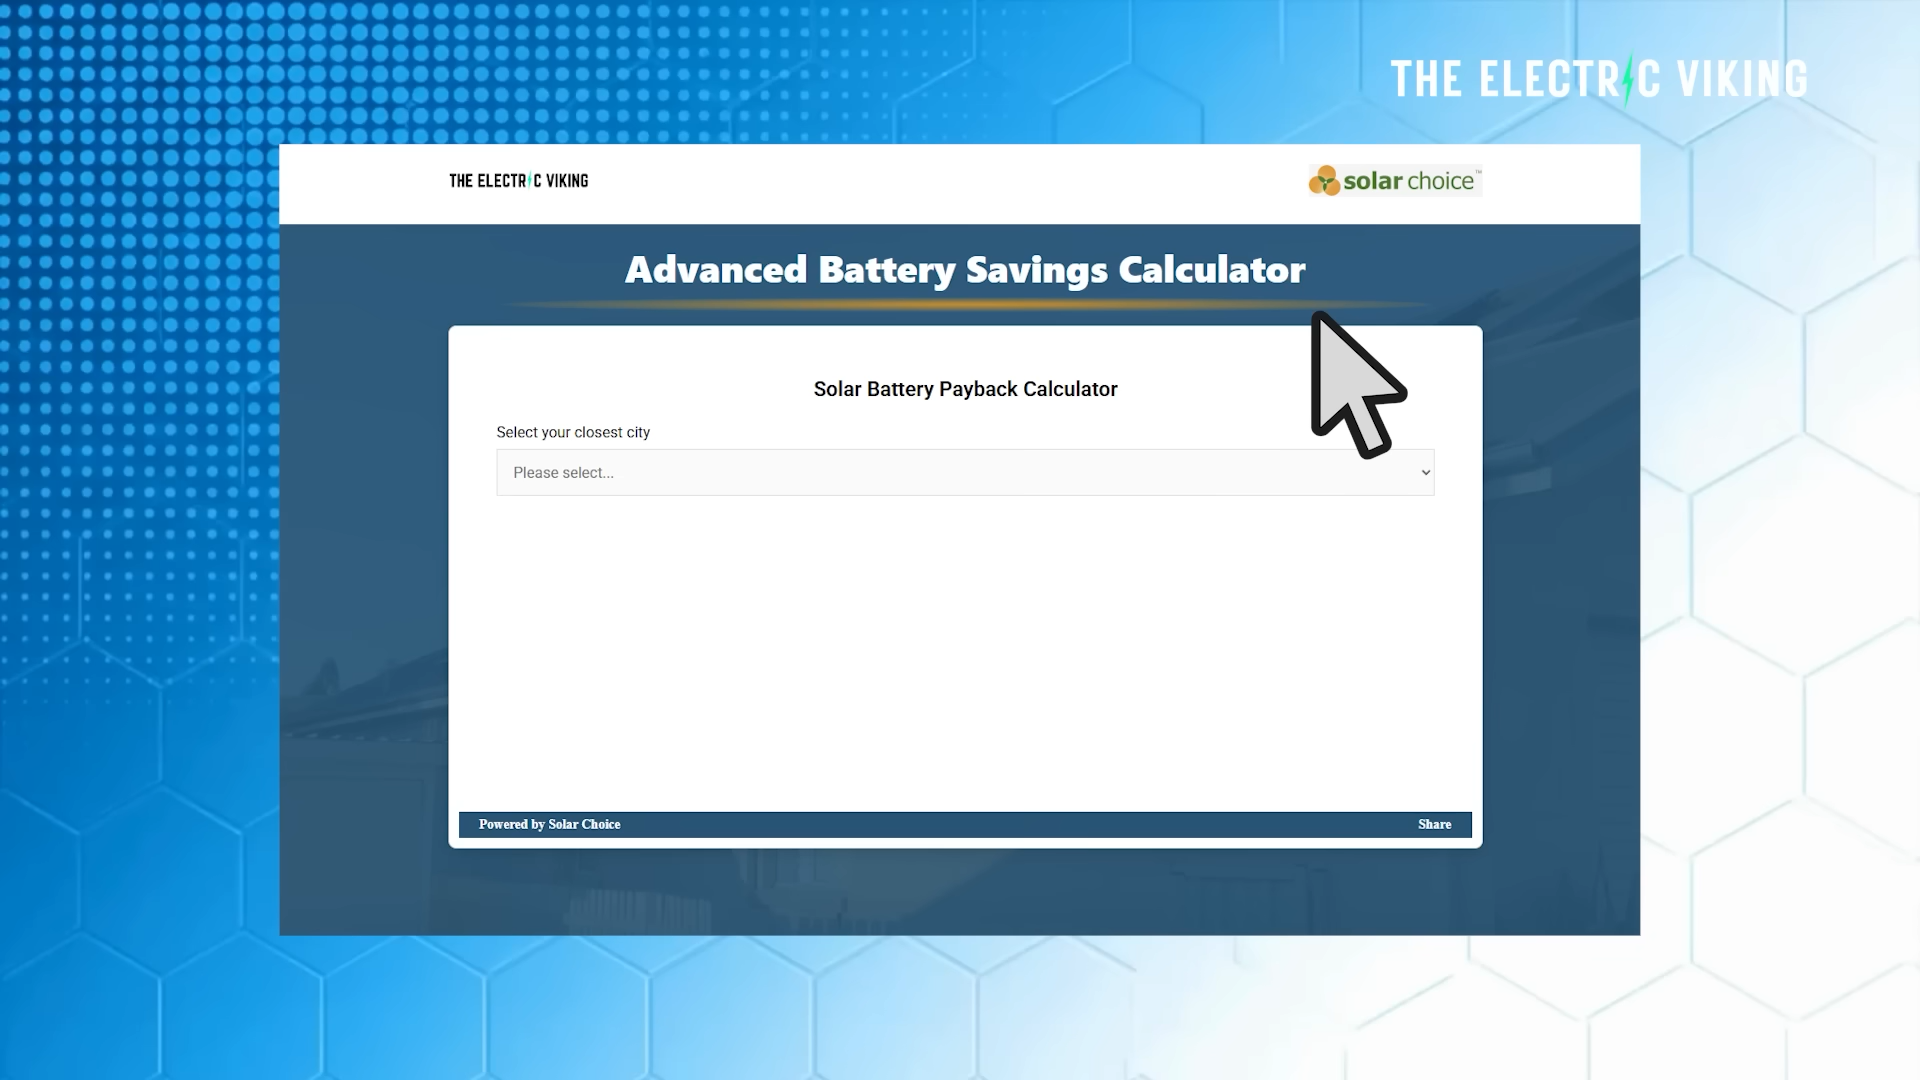 THE ELECTRIC VIKING
THE ELECTRIC VIKING
solar choice™
Advanced Battery Savings Calculator
Solar Battery Payback Calculator
Select your closest city
Please select...
Powered by Solar Choice
Share